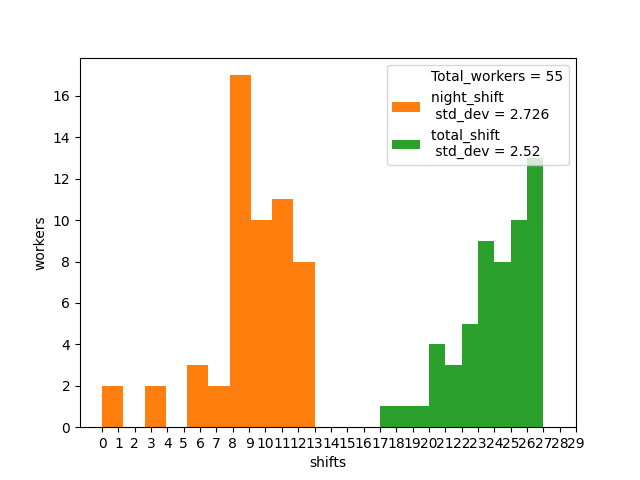 Total_workers = 55
night_shift
std_dev = 2.726
total_shift
std_dev = 2.52
16
14
12
10
8
6
4
2
0
workers
0 1 2 3 4 5 6 7 8 9 10 11 12 13 14 15 16 17 18 19 20 21 22 23 24 25 26 27 28 29
shifts